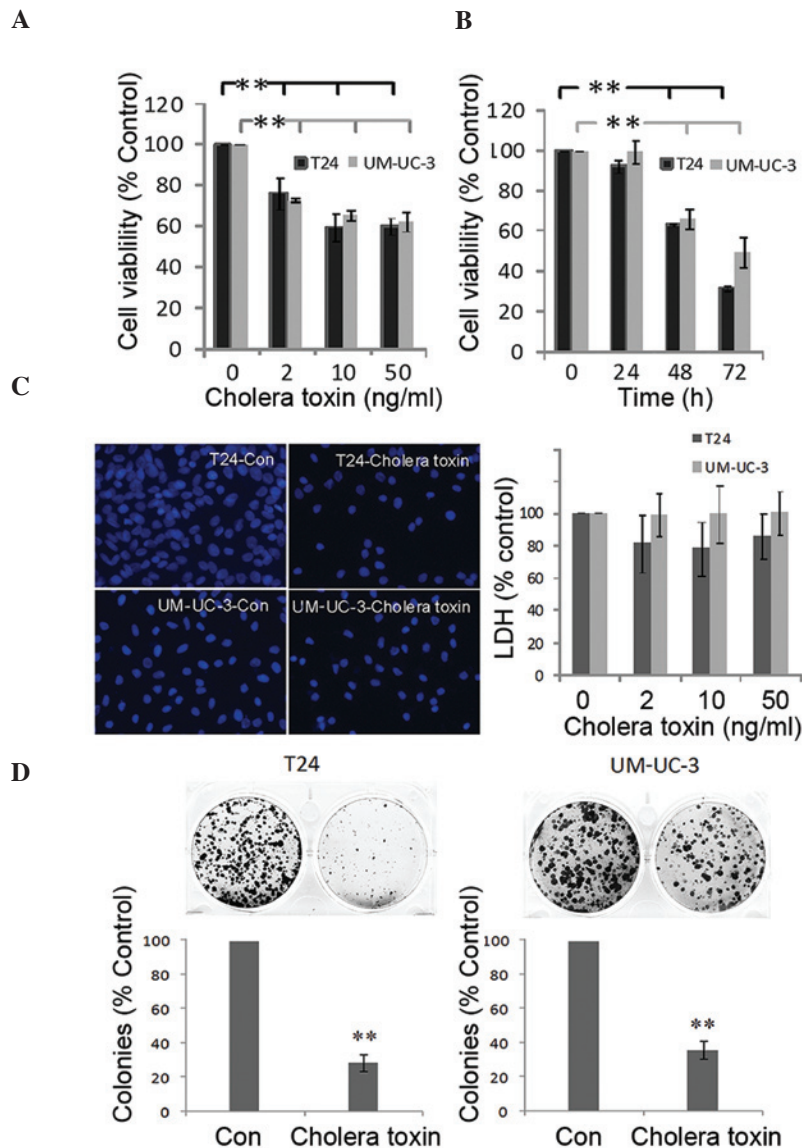 A
**
**
120
100
80
60
40
20
0
T24
UM-UC-3
Cell viablility (% Control)
0 2 10 50
Cholera toxin (ng/ml)
B
**
**
120
100
80
60
40
20
0
T24
UM-UC-3
Cell viablility (% Control)
0 24 48 72
Time (h)
C
T24-Con
T24-Cholera toxin
UM-UC-3-Con
UM-UC-3-Cholera toxin
T24
UM-UC-3
140
120
100
80
60
40
20
0
LDH (% control)
0 2 10 50
Cholera toxin (ng/ml)
D
T24
100
80
60
40
20
0
Colonies (% Control)
**
Con Cholera toxin
UM-UC-3
100
80
60
40
20
0
Colonies (% Control)
**
Con Cholera toxin